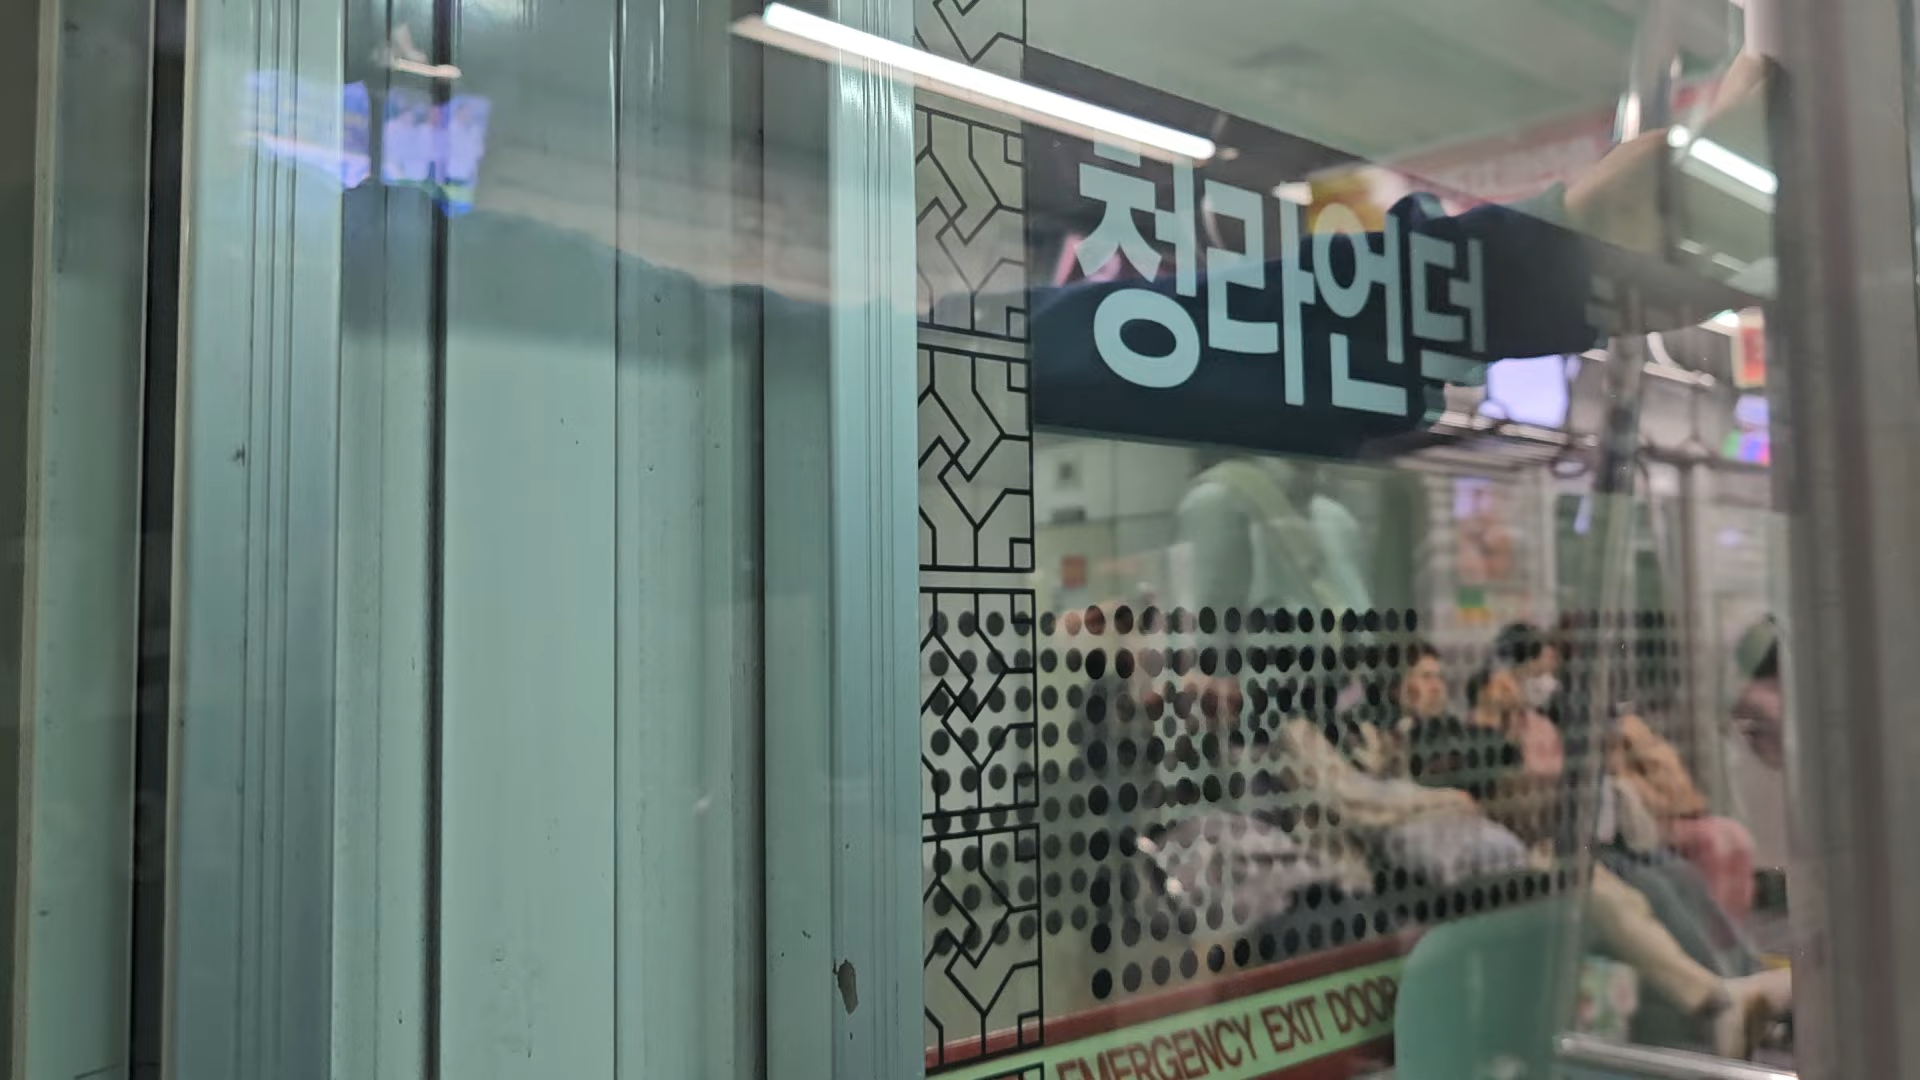 청라언덕
EMERGENCY EXIT DOOR